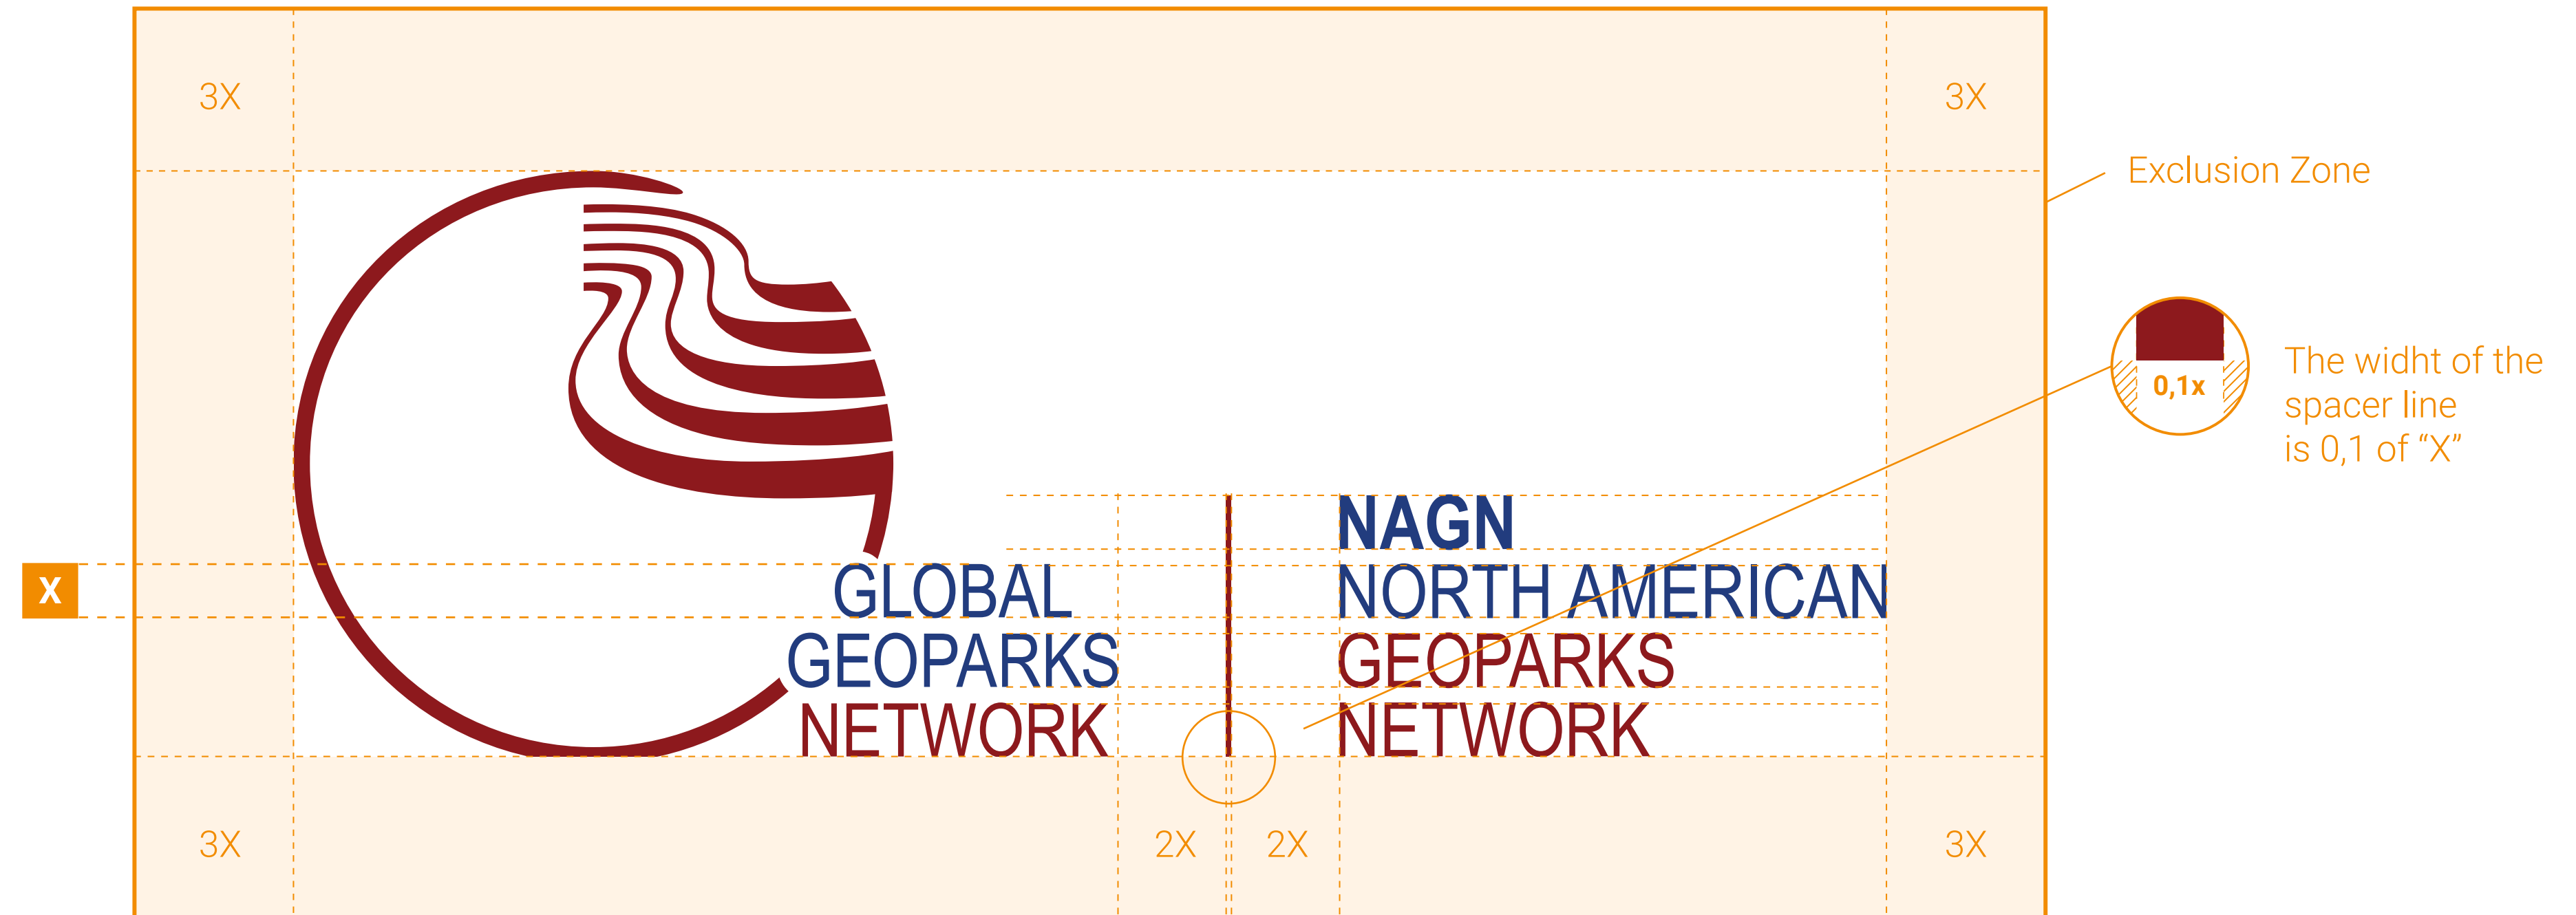 3X
3X
Exclusion Zone
0,1x
The widht of the
spacer line
is 0,1 of “X”
X
GLOBAL
GEOPARKS
NETWORK
NAGN
NORTH AMERICAN
GEOPARKS
NETWORK
3X
2X
2X
3X